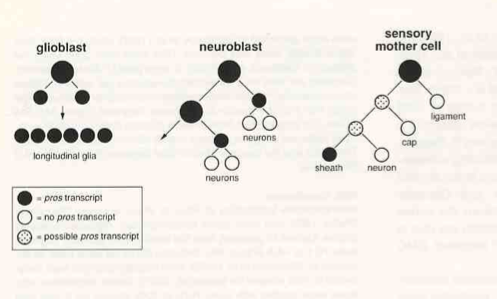 glioblast
neuroblast
sensory
mother cell
ligament
neurons
cap
longitudinal glia
sheath
neuron
neurons
= pros transcript
= no pros transcript
= possible pros transcript